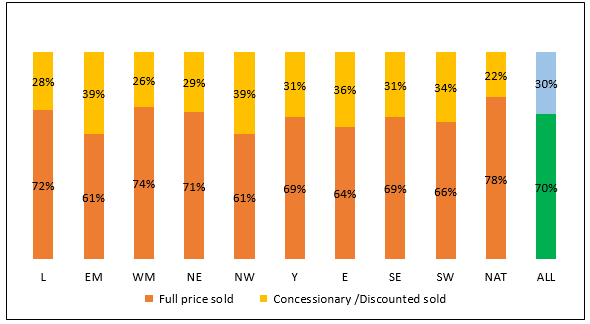 28% 39% 26% 29% 39% 31% 36% 31% 34% 22% 30%
72% 61% 74% 71% 61% 69% 64% 69% 66% 78% 70%
L EM WM NE NW Y E SE SW NAT ALL
Full price sold Concessionary /Discounted sold